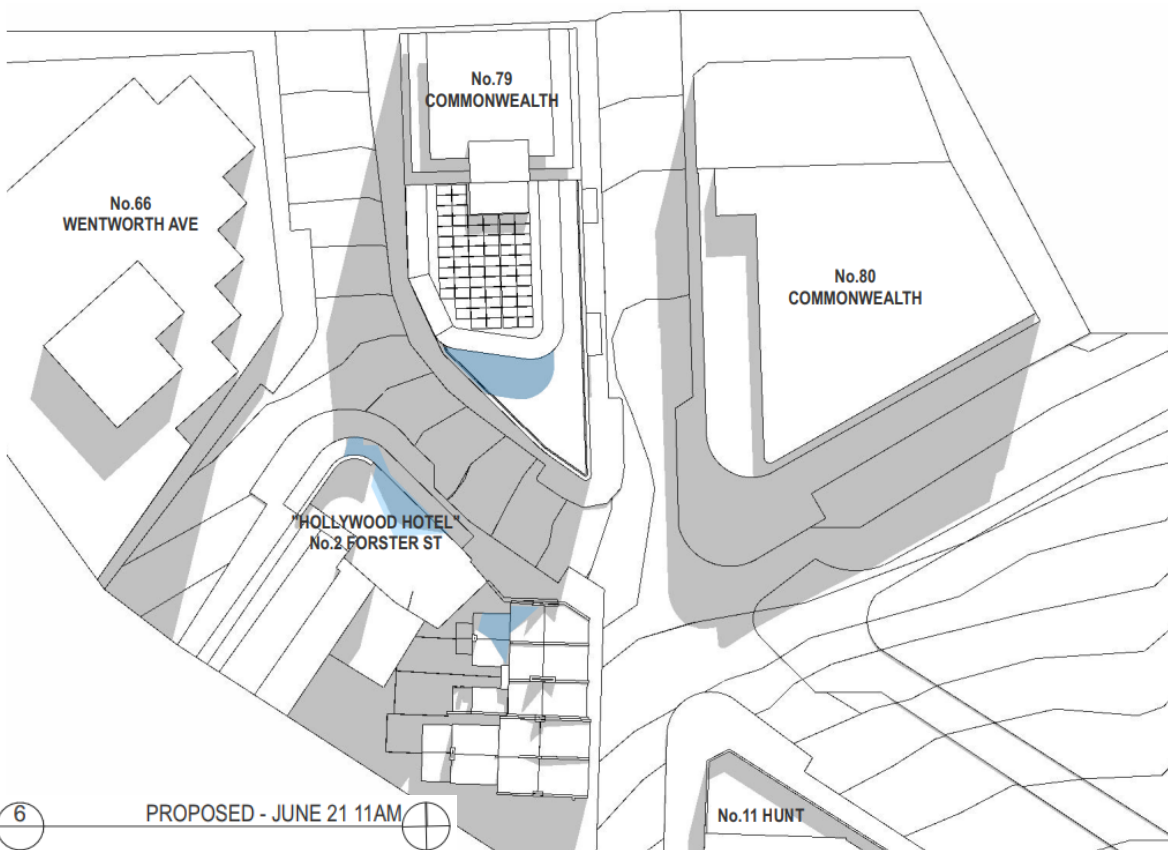 No.79
COMMONWEALTH
No.66
WENTWORTH AVE
No.80
COMMONWEALTH
"HOLLYWOOD HOTEL"
No.2 FORSTER ST
No.11 HUNT
6
PROPOSED - JUNE 21 11AM